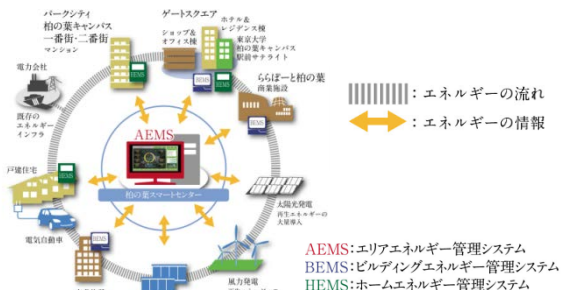 パークシティ
柏の葉キャンパス
一番街・二番街
マンション
ゲートスクエア
ショップ&
オフィス棟
ホテル&
レジデンス棟
東京大学
柏の葉キャンパス
駅前サテライト
HEMS
BEMS
HEMS
電力会社
既存の
エネルギー
インフラ
ららぽーと柏の葉
商業施設
BEMS
AEMS
柏の葉スマートセンター
戸建住宅
HEMS
電気自動車
BEMS
太陽光発電
再生エネルギーの
大量導入
風力発電
:エネルギーの流れ
:エネルギーの情報
AEMS:エリアエネルギー管理システム
BEMS:ビルディングエネルギー管理システム
HEMS:ホームエネルギー管理システム